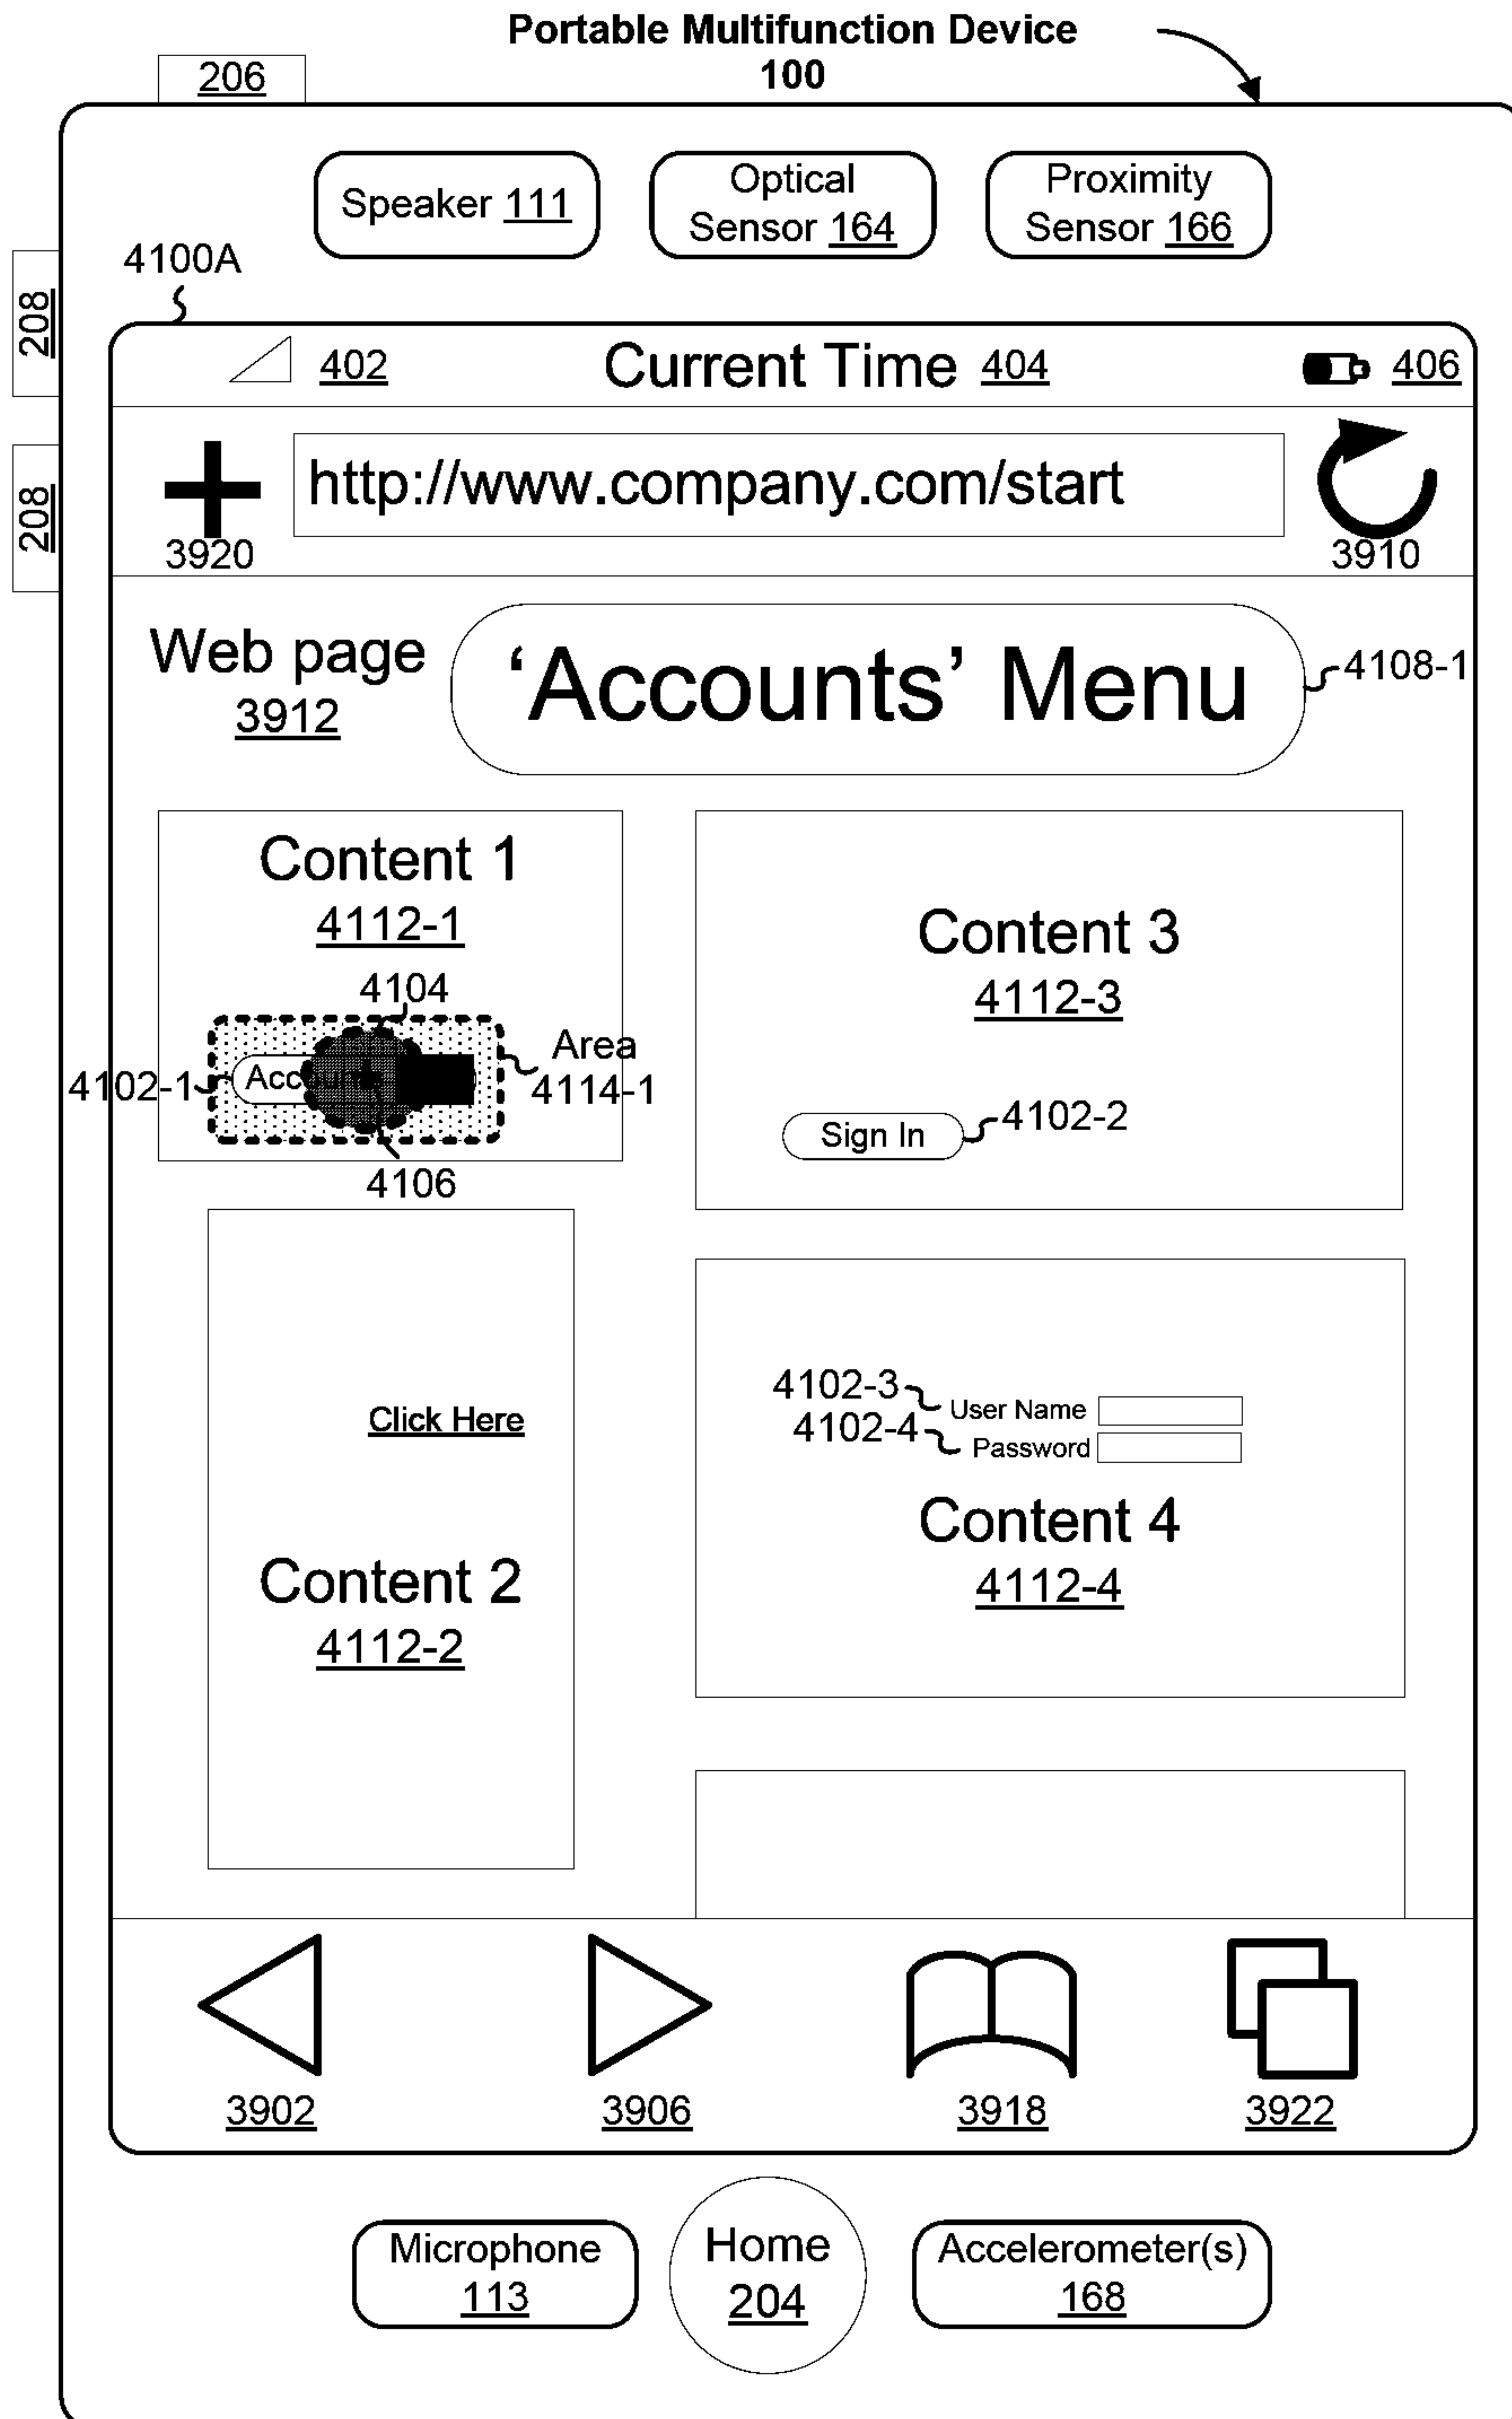 Portable Multifunction Device
100
206
Speaker 111
Optical
Sensor 164
Proximity
Sensor 166
4100A
208
208
402
Current Time 404
406
http://www.company.com/start
3920
3910
Web page
3912
‘Accounts’ Menu
4108-1
Content 1
4112-1
4104
Area
4114-1
4102-1
Accounts
4106
Content 3
4112-3
Sign In
4102-2
Click Here
Content 2
4112-2
4102-3
User Name
4102-4
Password
Content 4
4112-4
3902
3906
3918
3922
Microphone
113
Home
204
Accelerometer(s)
168